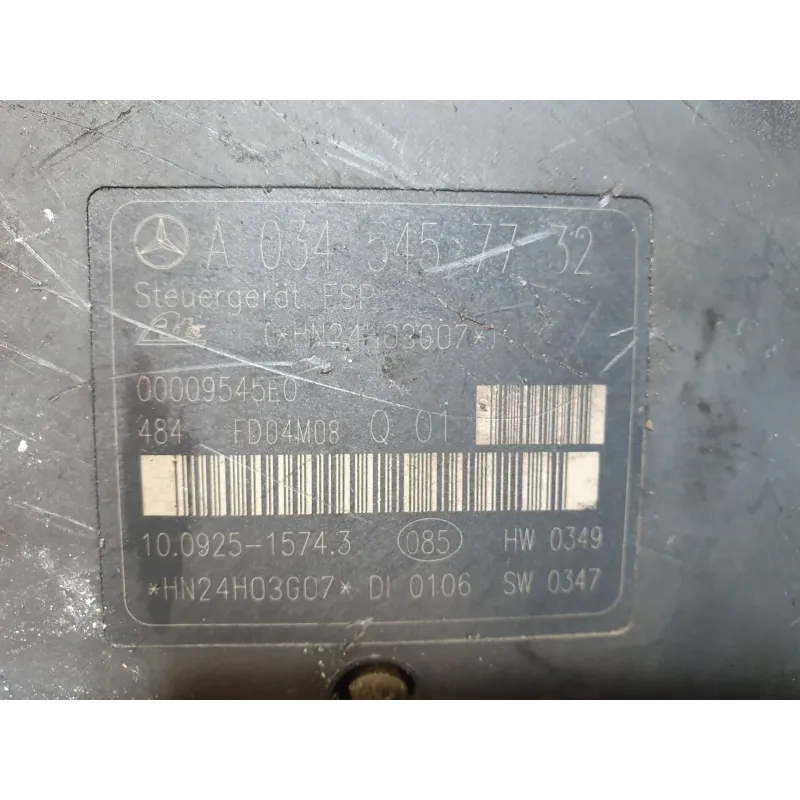 A 034 545 77 32
Steuergerät ESP
ATE (*HN24H03G07*)
00009545E0
484 FD04M08 Q 01
10.0925-1574.3 085 HW 0349
*HN24H03G07* DI 0106 SW 0347